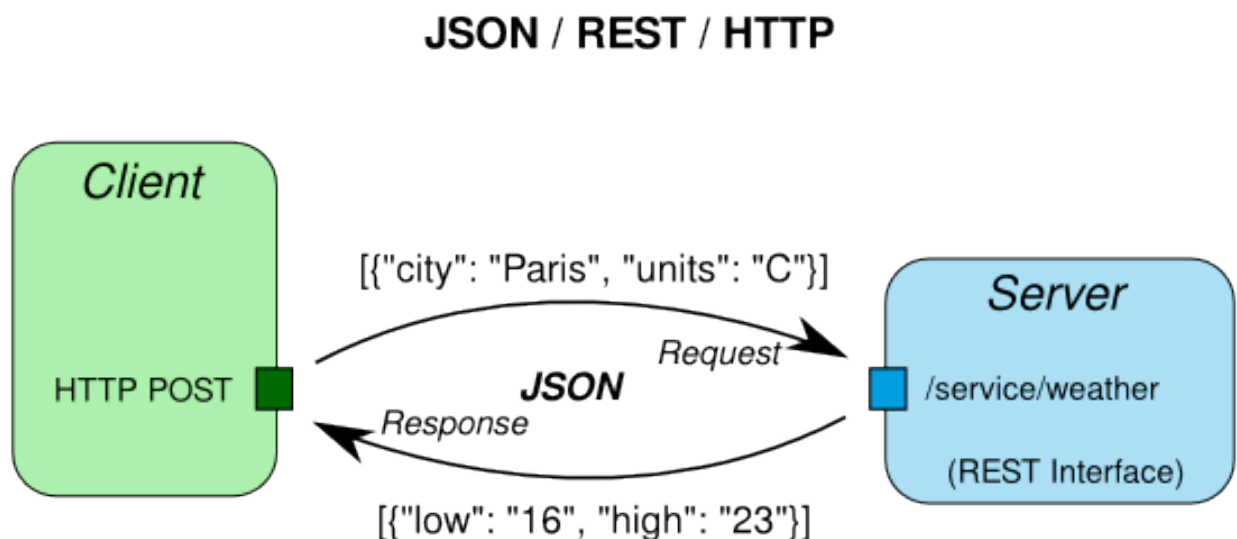 JSON / REST / HTTP
Client
[{"city": "Paris", "units": "C"}]
Server
Request
HTTP POST
JSON
/service/weather
Response
(REST Interface)
[{"low": "16", "high": "23"}]